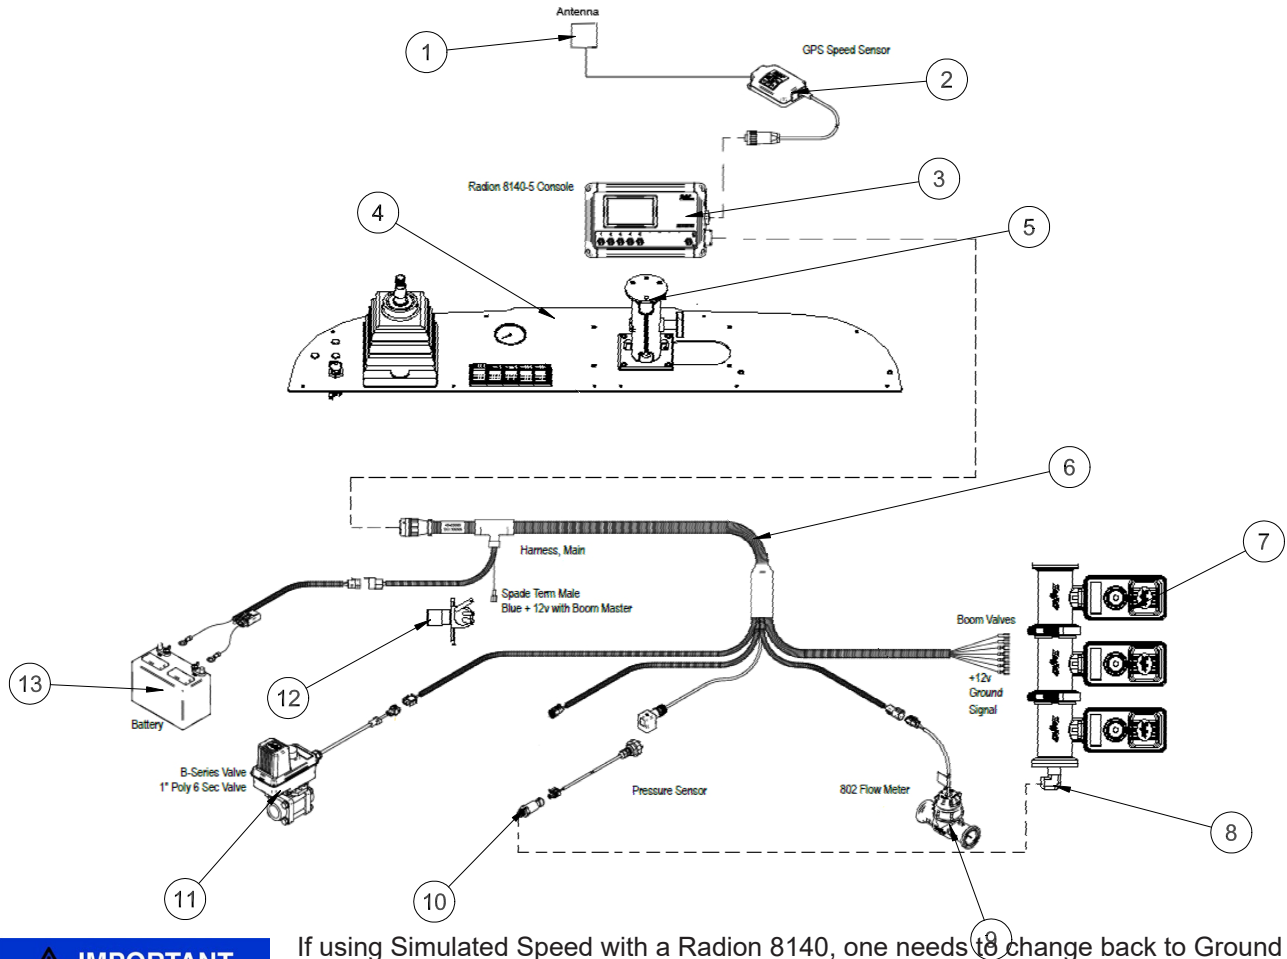 Antenna
1
GPS Speed Sensor
2
Radion 8140-5 Console
3
4
5
6
Harness, Main
7
Spade Term Male
Blue + 12v with Boom Master
Boom Valves
12
+12v
Ground
Signal
13
Battery
B-Series Valve
1" Poly 6 Sec Valve
Pressure Sensor
802 Flow Meter
8
11
10
9
IMPORTANT
If using Simulated Speed with a Radion 8140, one needs to change back to Ground